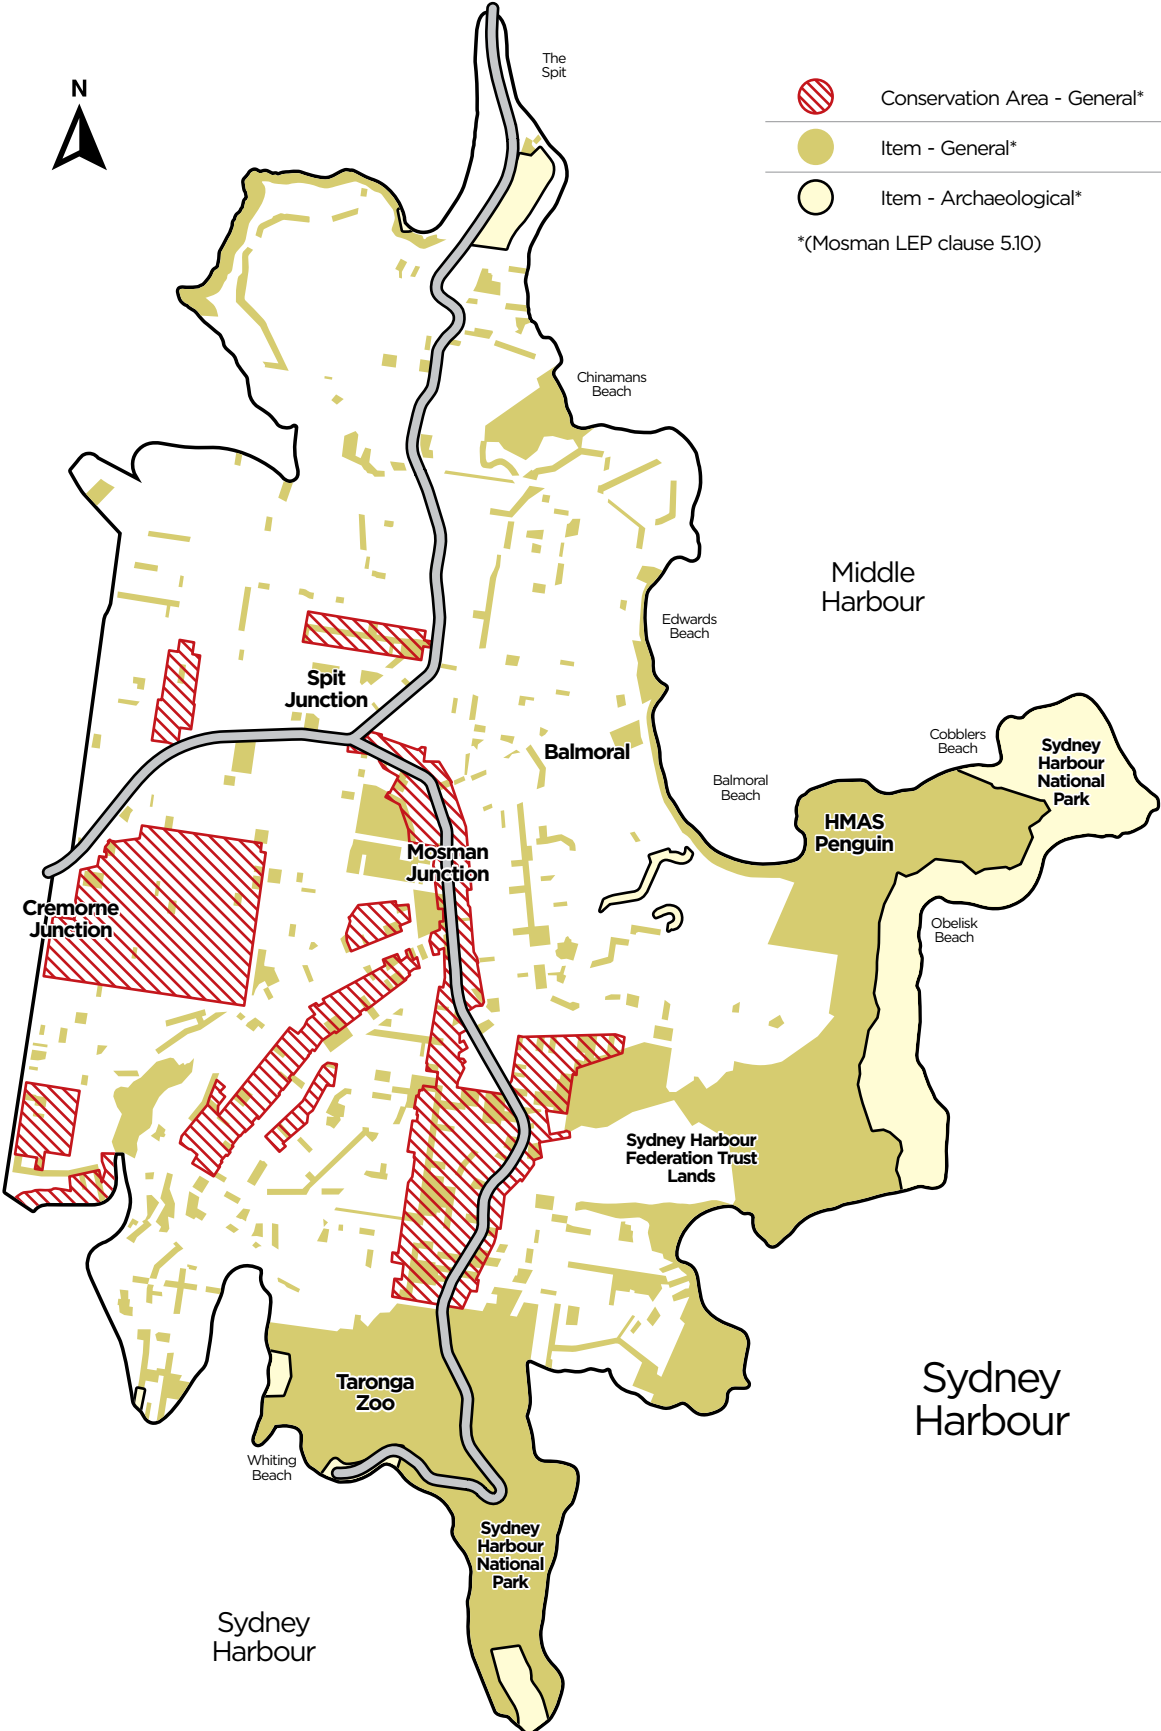 The
Spit
N
Conservation Area - General*
Item - General*
Item - Archaeological*
*(Mosman LEP clause 5.10)
Chinamans
Beach
Middle
Harbour
Edwards
Beach
Spit
Junction
Balmoral
Cobblers
Beach
Sydney
Harbour
National
Park
Balmoral
Beach
HMAS
Penguin
Mosman
Junction
Cremorne
Junction
Obelisk
Beach
Sydney Harbour
Federation Trust
Lands
Taronga
Zoo
Sydney
Harbour
Whiting
Beach
Sydney
Harbour
National
Park
Sydney
Harbour